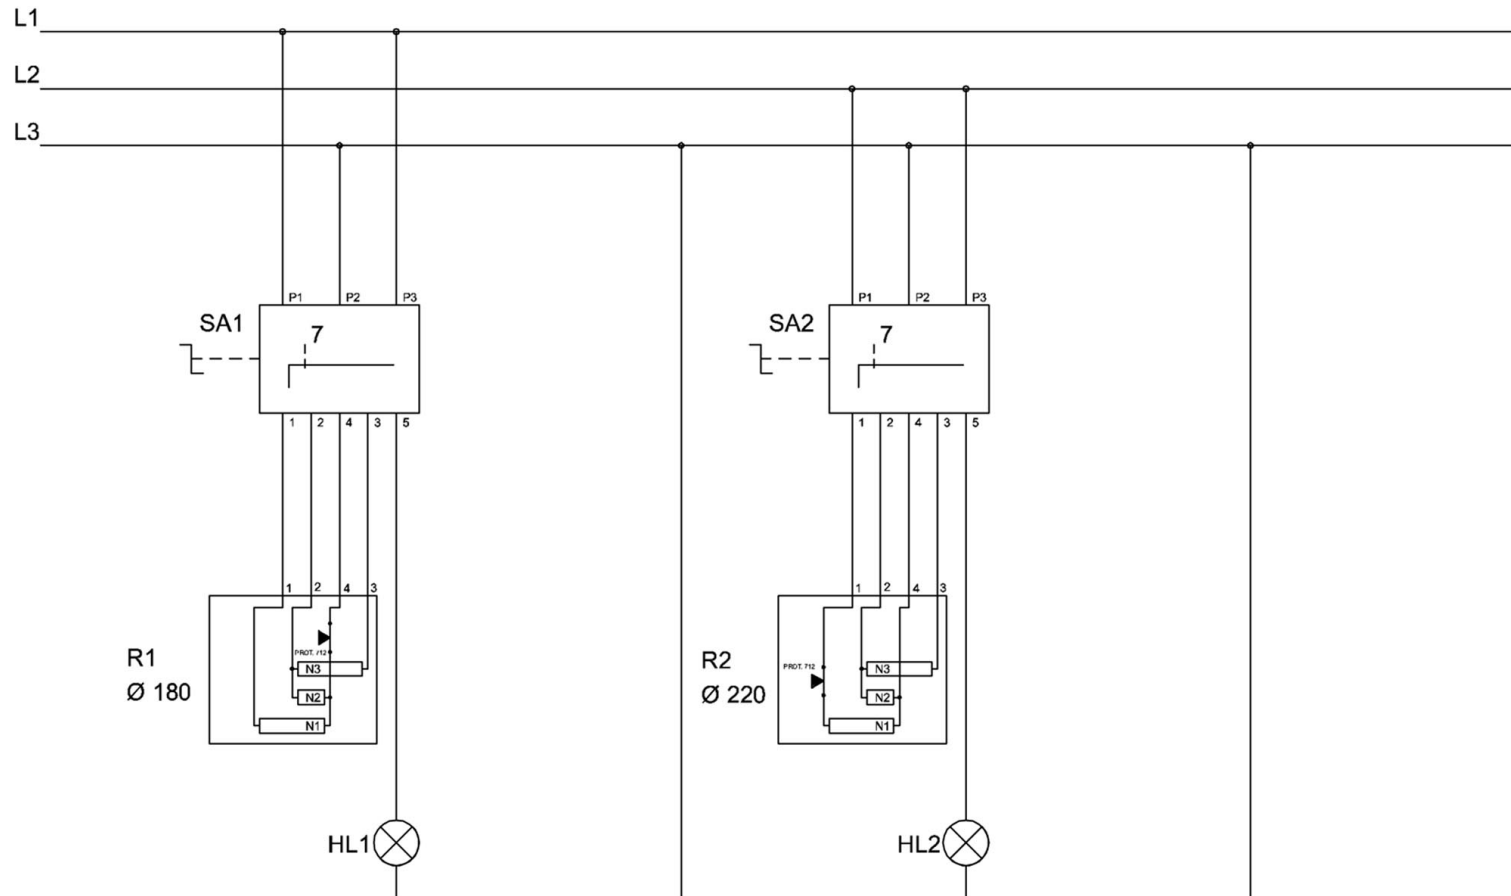 L1
L2
L3
P1 P2 P3 P1 P2 P3
SA1 7 SA2 7
1 2 4 3 5 1 2 4 3 5
1 2 4 3 1 2 4 3
R1 PROT. 712 R2 PROT. 712
Ø 180 N3 Ø 220 N3
N2 N2
N1 N1
HL1 HL2